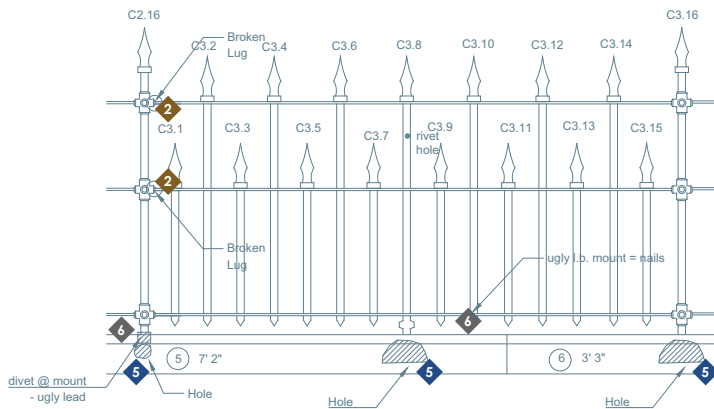 C2.16
C3.16
Broken
Lug
C3.2
C3.4
C3.6
C3.8
C3.10
C3.12
C3.14
2
C3.1
C3.3
C3.5
C3.7
C3.9
C3.11
C3.13
C3.15
rivet
hole
2
Broken
Lug
ugly l.b. mount = nails
6
6
5
7' 2"
6
3' 3"
5
5
5
divet @ mount
- ugly lead
Hole
Hole
Hole